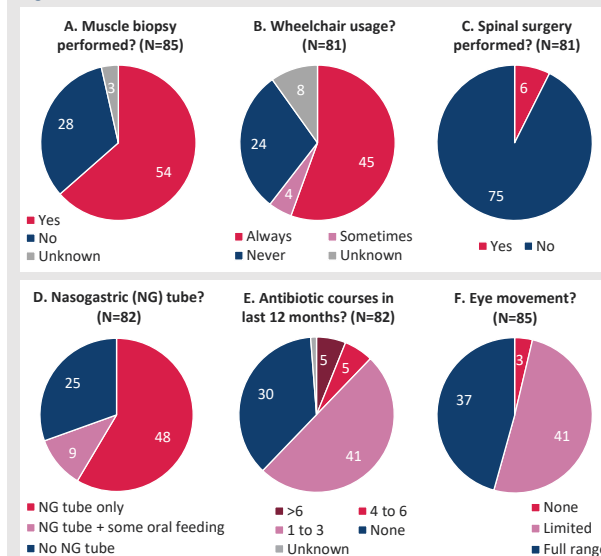 A. Muscle biopsy
performed? (N=85)
3
28
54
Yes
No
Unknown
B. Wheelchair usage?
(N=81)
8
24
45
4
Always
Sometimes
Never
Unknown
C. Spinal surgery
performed? (N=81)
6
75
Yes
No
D. Nasogastric (NG) tube?
(N=82)
25
48
9
NG tube only
NG tube + some oral feeding
No NG tube
E. Antibiotic courses in
last 12 months? (N=82)
5
5
30
41
>6
4 to 6
1 to 3
None
Unknown
F. Eye movement?
(N=85)
3
37
41
None
Limited
Full range